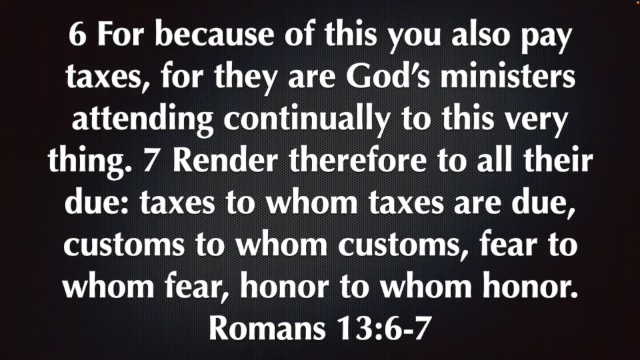 6 For because of this you also pay
taxes, for they are God's ministers
attending continually to this very
thing. 7 Render therefore to all their
due: taxes to whom taxes are due,
customs to whom customs, fear to
whom fear, honor to whom honor.
Romans 13:6-7